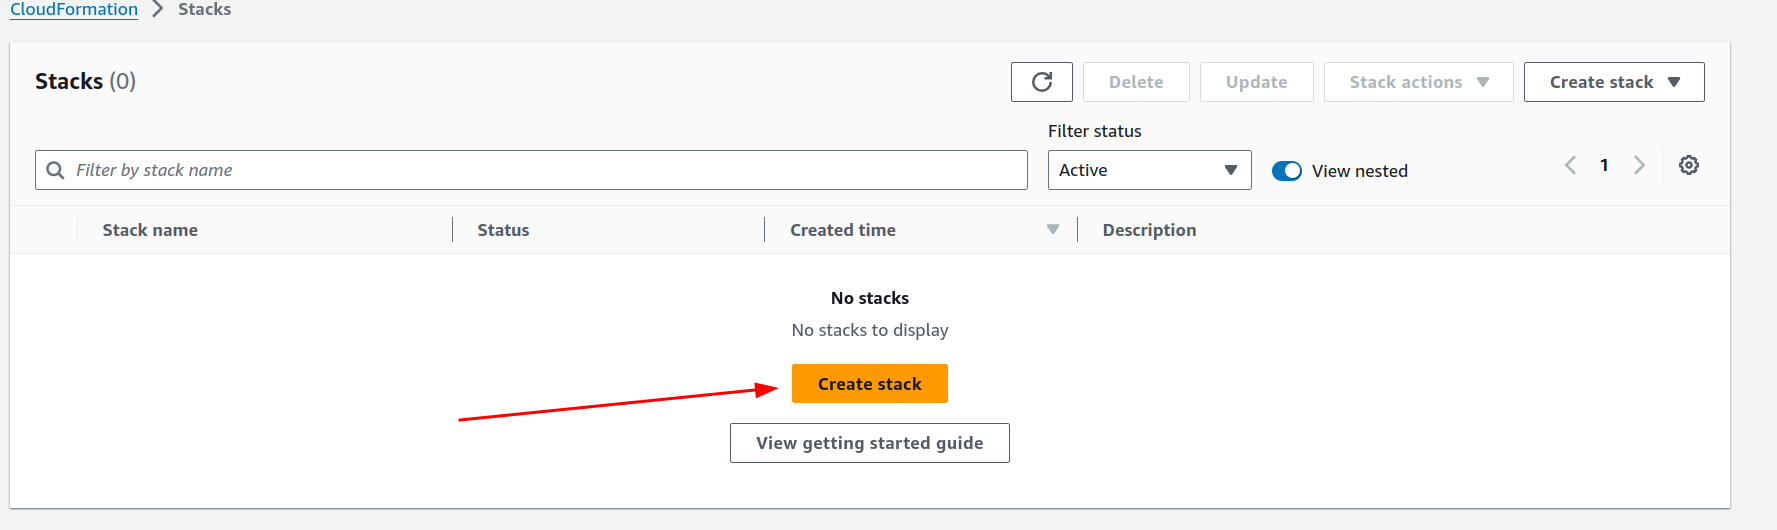 CloudFormation > Stacks
Stacks (0)
Delete
Update
Stack actions
Create stack
Filter status
Filter by stack name
Active
View nested
1
Stack name
Status
Created time
Description
No stacks
No stacks to display
Create stack
View getting started guide